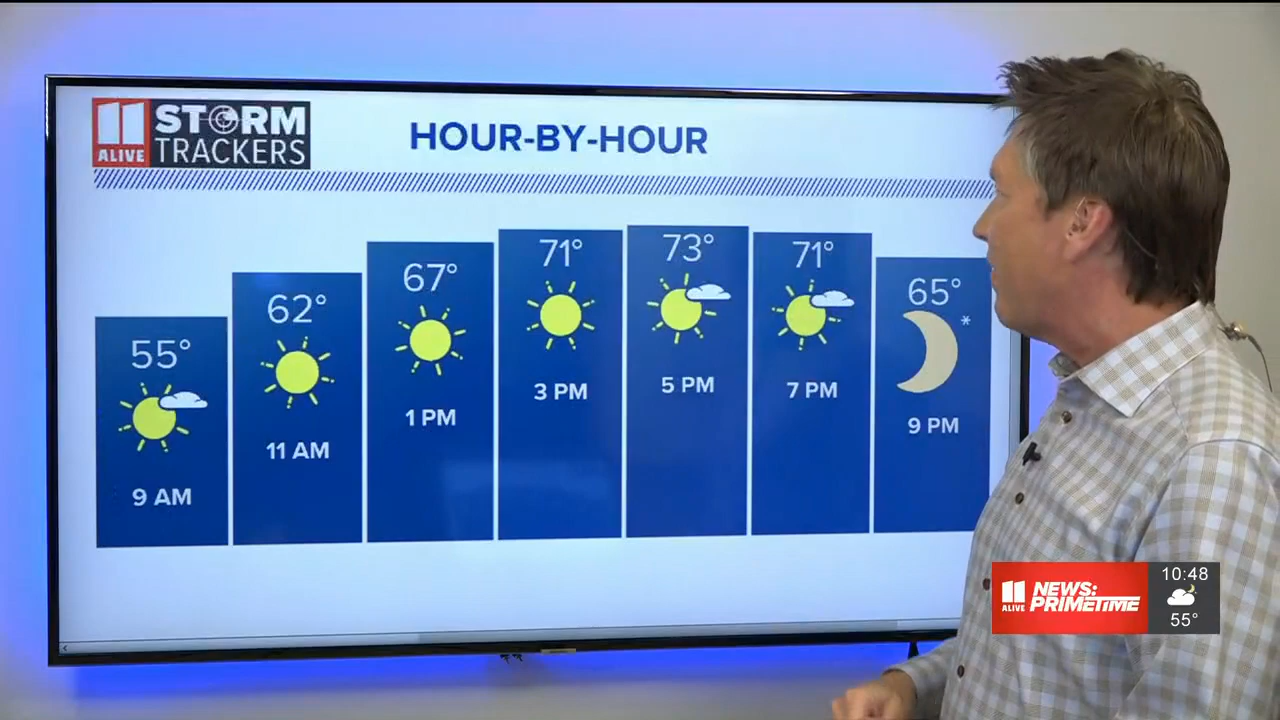 11 ALIVE
STORM
TRACKERS
HOUR-BY-HOUR
55°
9 AM
62°
11 AM
67°
1 PM
71°
3 PM
73°
5 PM
71°
7 PM
65°
9 PM
11 ALIVE
NEWS:
PRIMETIME
10:48
55°